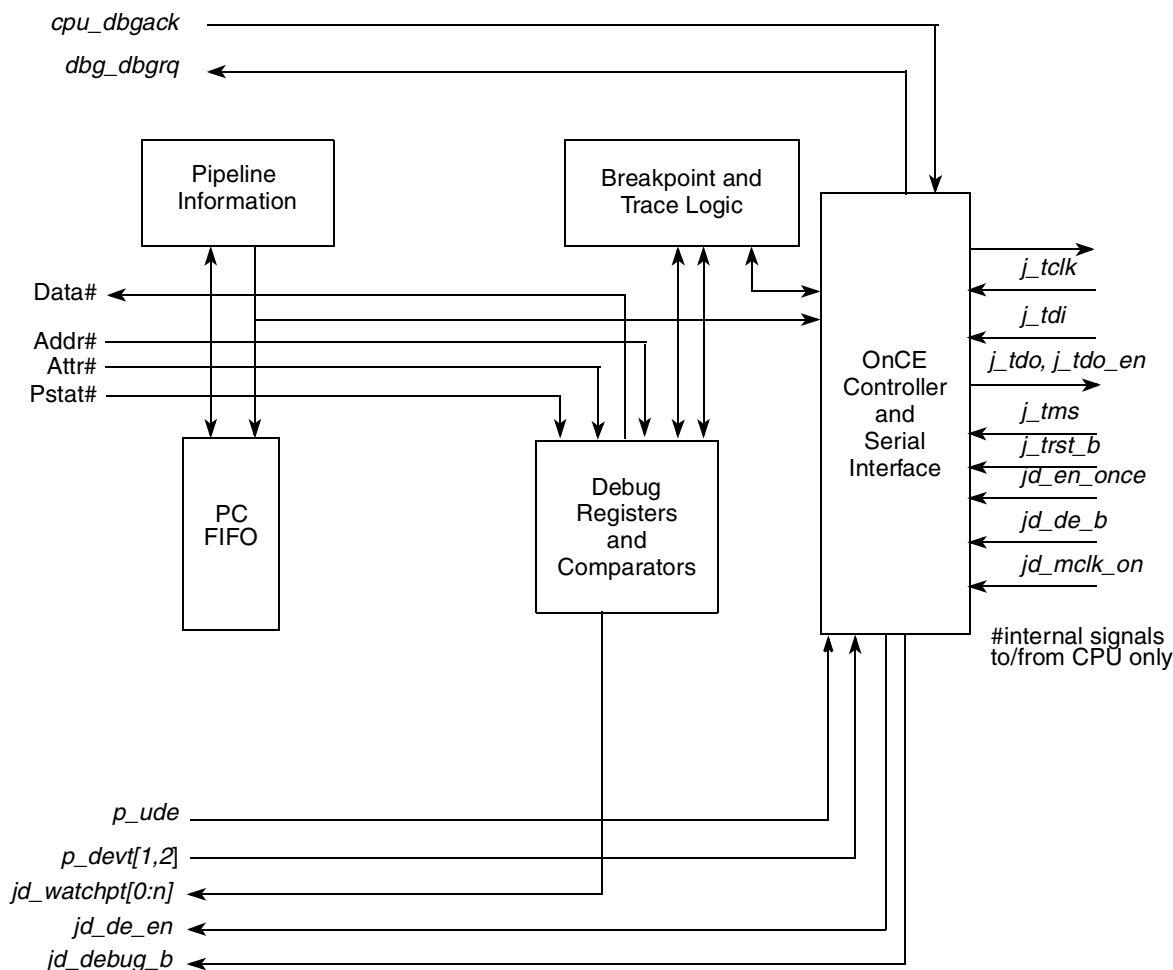 cpu_dbgack
dbg_dbgrq
Pipeline
Information
Breakpoint and
Trace Logic
Data#
Addr#
Attr#
Pstat#
PC
FIFO
Debug
Registers
and
Comparators
OnCE
Controller
and
Serial
Interface
j_tclk
j_tdi
j_tdo, j_tdo_en
j_tms
j_trst_b
jd_en_once
jd_de_b
jd_mclk_on
#internal signals
to/from CPU only
p_ude
p_devt[1,2]
jd_watchpt[0:n]
jd_de_en
jd_debug_b